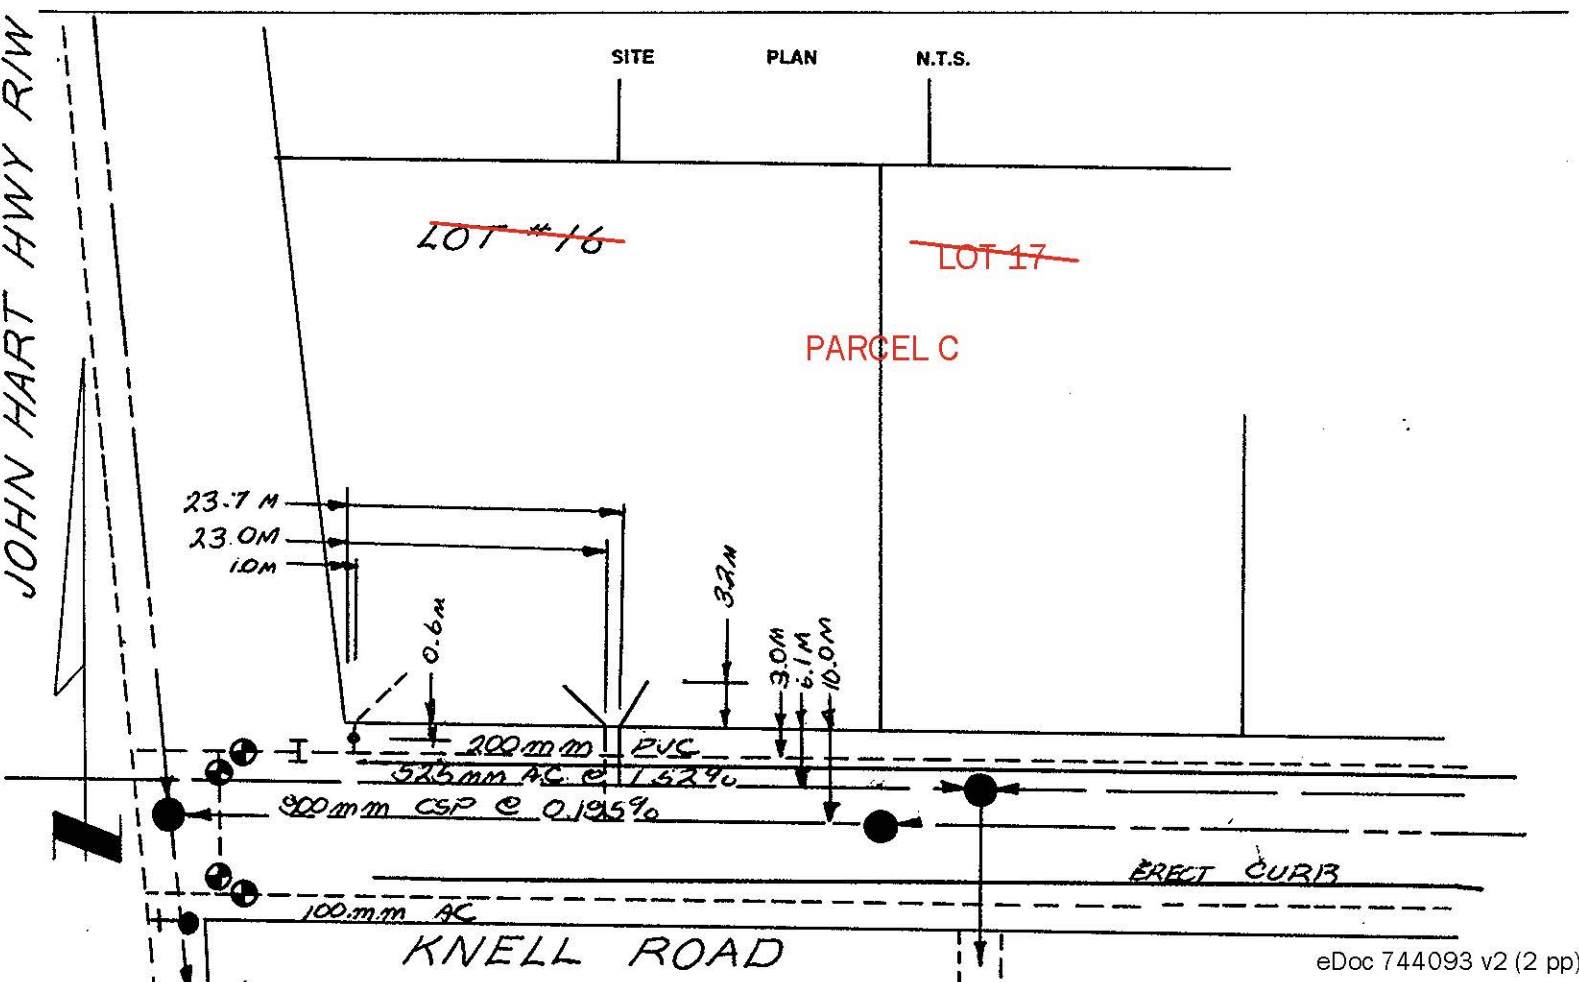 JOHN HART HWY R/W
SITE PLAN N.T.S.
LOT #16
LOT 17
PARCEL C
23.7 M
23.0M
1.0M
0.6M
3.2M
3.0M
6.1M
10.0M
200mm PVC
525mm AC @ 1.52%
900mm CSP @ 0.195%
ERECT CURB
100mm AC
KNELL ROAD
eDoc 744093 v2 (2 pp)